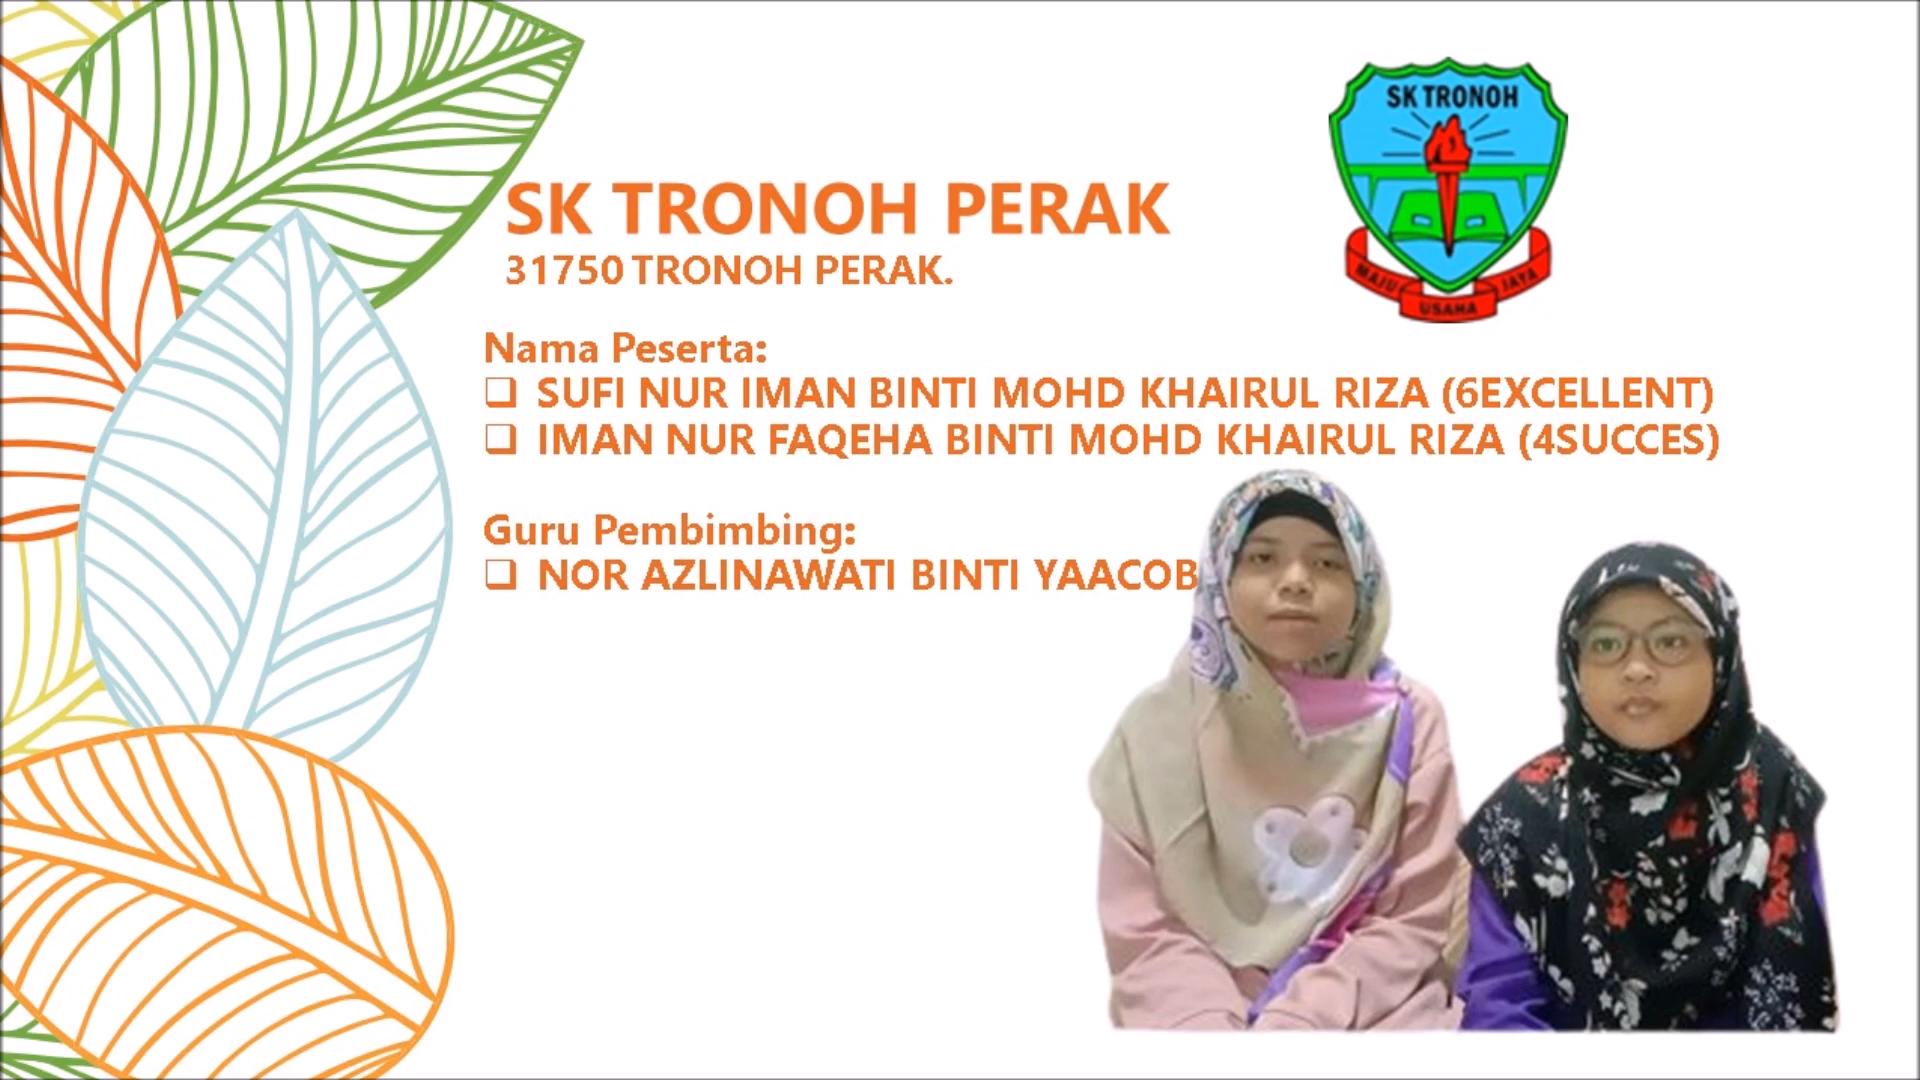 SK TRONOH
MAJU USAHA JAYA
SK TRONOH PERAK
31750 TRONOH PERAK.
Nama Peserta:
❑ SUFI NUR IMAN BINTI MOHD KHAIRUL RIZA (6EXCELLENT)
❑ IMAN NUR FAQEHA BINTI MOHD KHAIRUL RIZA (4SUCCES)
Guru Pembimbing:
❑ NOR AZLINAWATI BINTI YAACOB